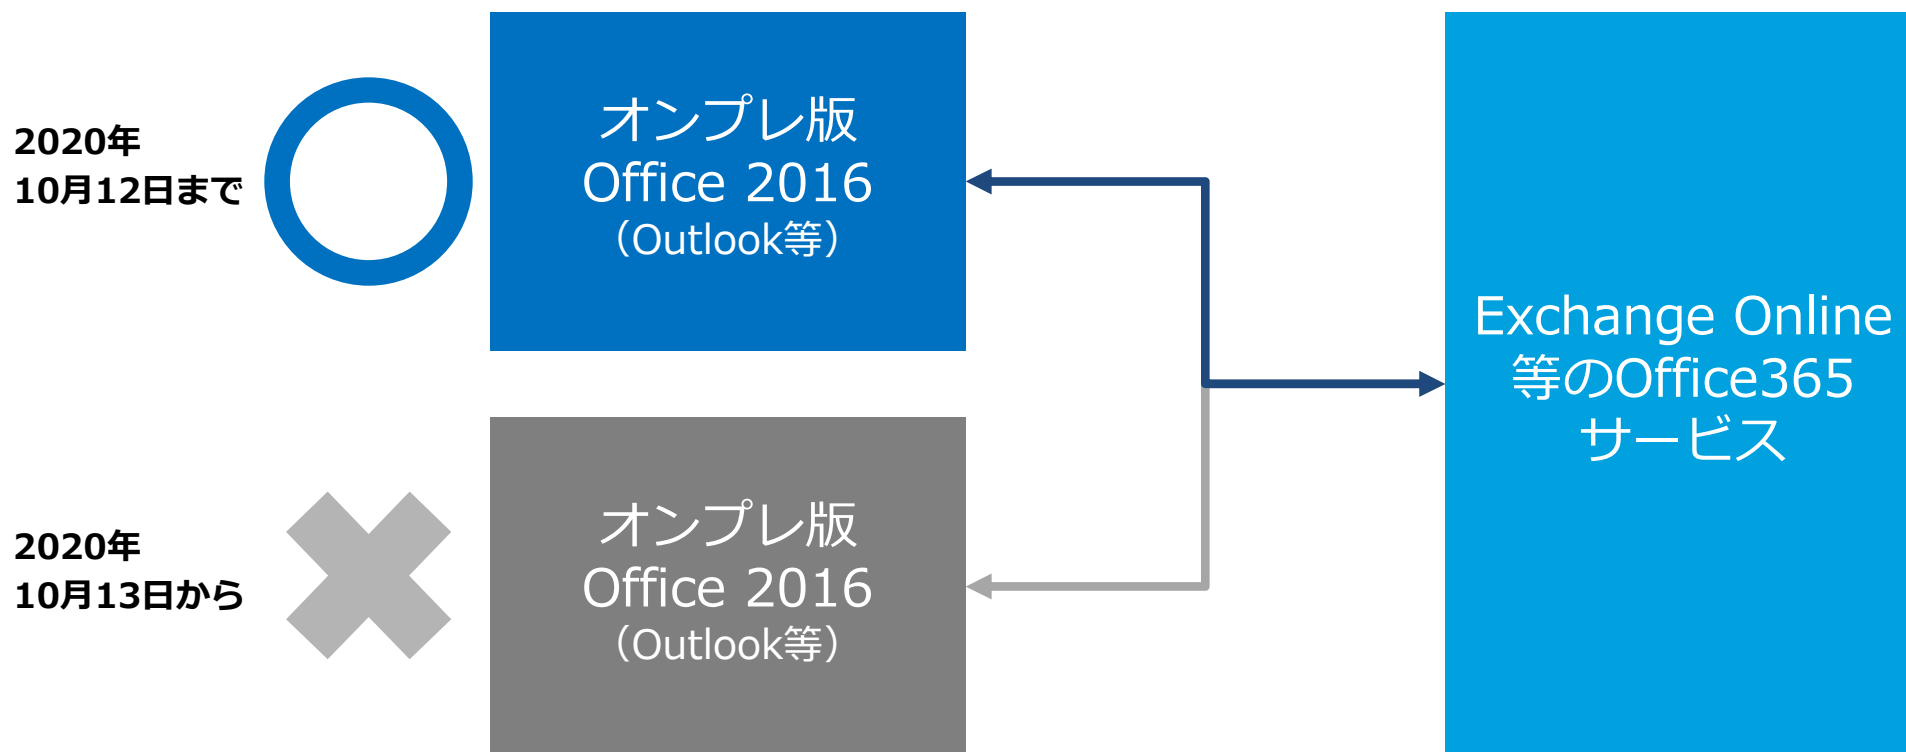 2020年
10月12日まで
オンプレ版
Office 2016
（Outlook等）
Exchange Online
等のOffice365
サービス
2020年
10月13日から
オンプレ版
Office 2016
（Outlook等）